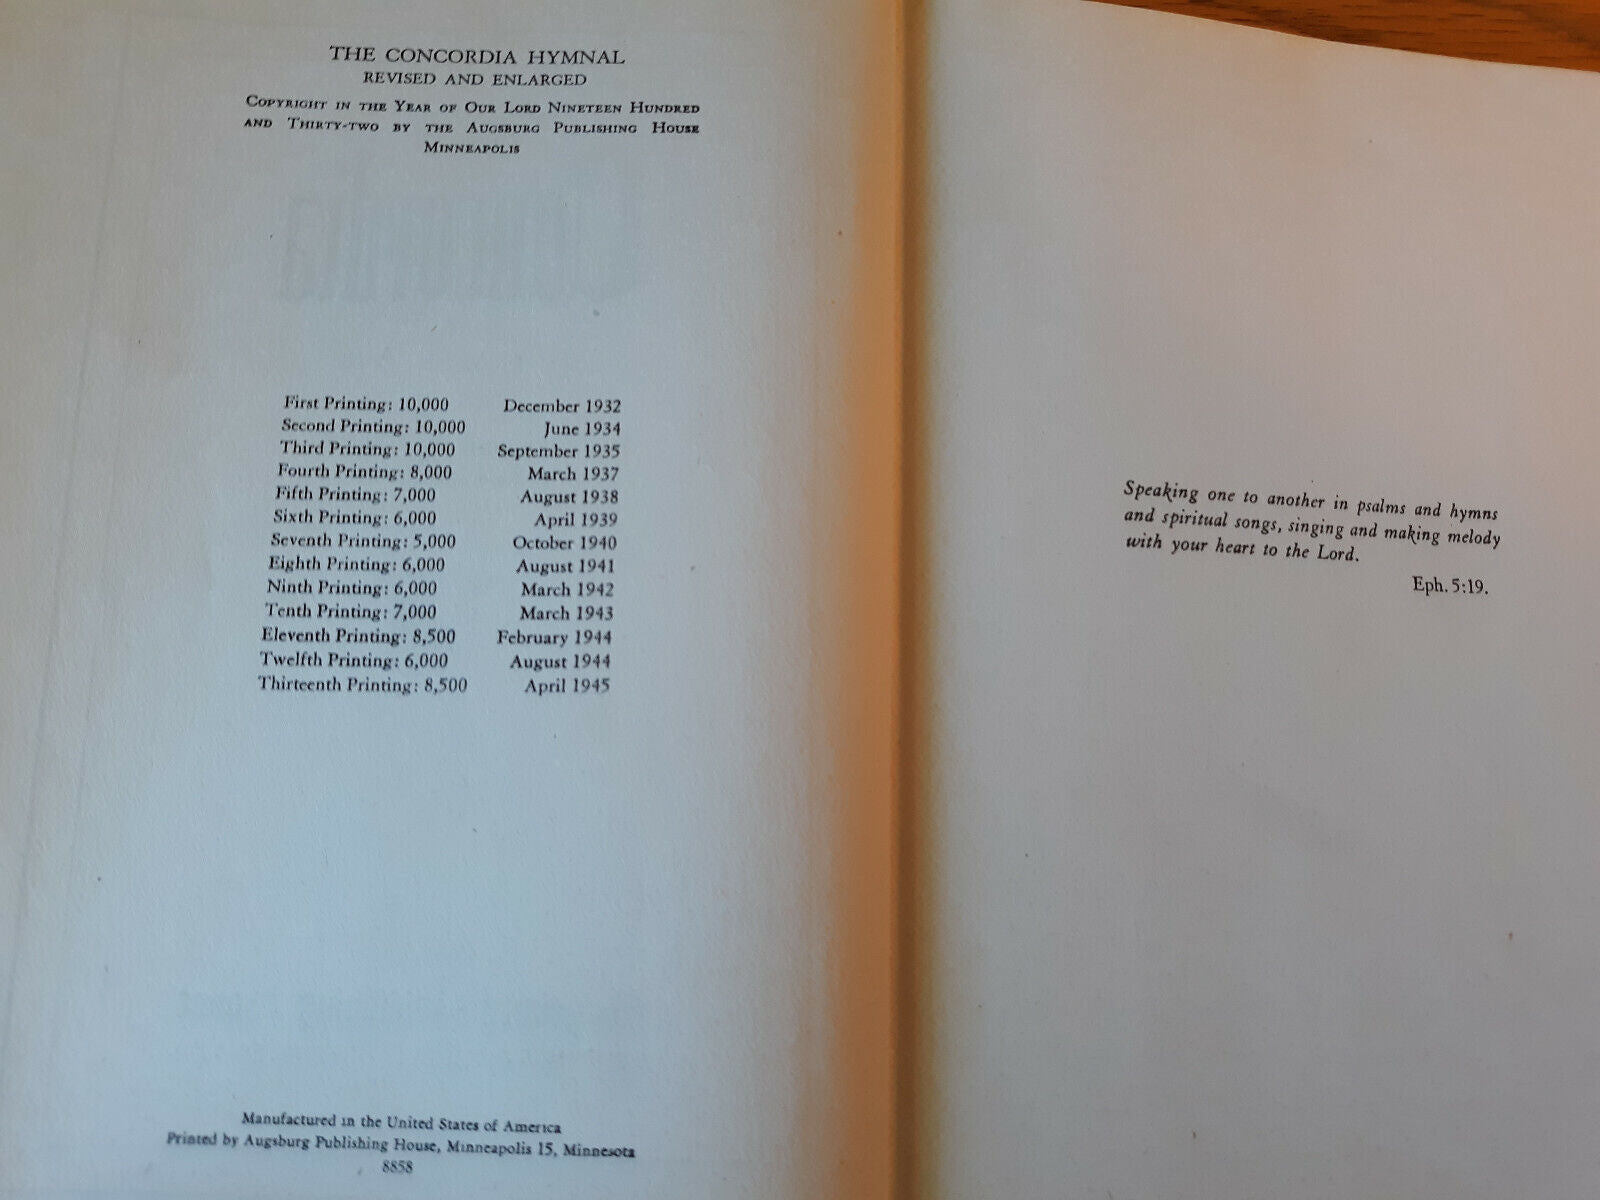 THE CONCORDIA HYMNAL
REVISED AND ENLARGED
COPYRIGHT IN THE YEAR OF OUR LORD NINETEEN HUNDRED
AND THIRTY-TWO BY THE AUGSBURG PUBLISHING HOUSE
MINNEAPOLIS
First Printing: 10,000 December 1932
Second Printing: 10,000 June 1934
Third Printing: 10,000 September 1935
Fourth Printing: 8,000 March 1937
Fifth Printing: 7,000 August 1938
Sixth Printing: 6,000 April 1939
Seventh Printing: 5,000 October 1940
Eighth Printing: 6,000 August 1941
Ninth Printing: 6,000 March 1942
Tenth Printing: 7,000 March 1943
Eleventh Printing: 8,500 February 1944
Twelfth Printing: 6,000 August 1944
Thirteenth Printing: 8,500 April 1945
Manufactured in the United States of America
Printed by Augsburg Publishing House, Minneapolis 15, Minnesota
8858
Speaking one to another in psalms and hymns
and spiritual songs, singing and making melody
with your heart to the Lord.
Eph. 5:19.